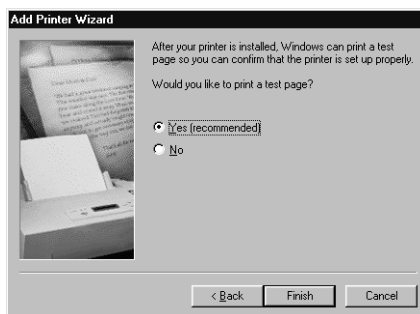 Add Printer Wizard
After your printer is installed, Windows can print a test
page so you can confirm that the printer is set up properly.
Would you like to print a test page?
Yes (recommended)
No
< Back
Finish
Cancel